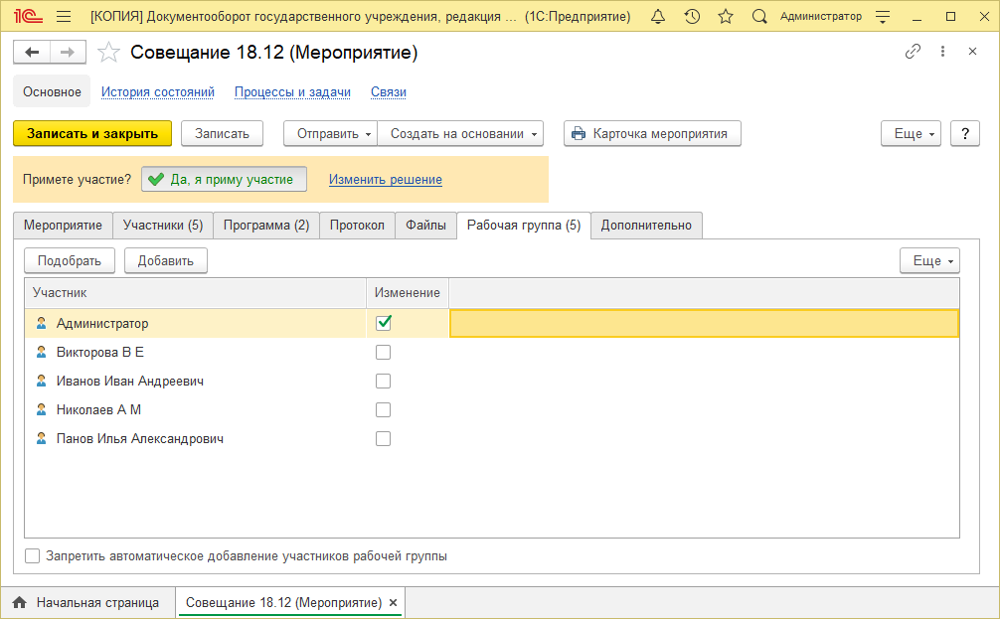 1С [КОПИЯ] Документооборот государственного учреждения, редакция ... (1С:Предприятие) Администратор
Совещание 18.12 (Мероприятие)
Основное История состояний Процессы и задачи Связи
Записать и закрыть Записать Отправить Создать на основании Карточка мероприятия Еще ?
Примете участие? Да, я приму участие Изменить решение
Мероприятие Участники (5) Программа (2) Протокол Файлы Рабочая группа (5) Дополнительно
Подобрать Добавить Еще
Участник Изменение
Администратор
Викторова В Е
Иванов Иван Андреевич
Николаев А М
Панов Илья Александрович
Запретить автоматическое добавление участников рабочей группы
Начальная страница Совещание 18.12 (Мероприятие)